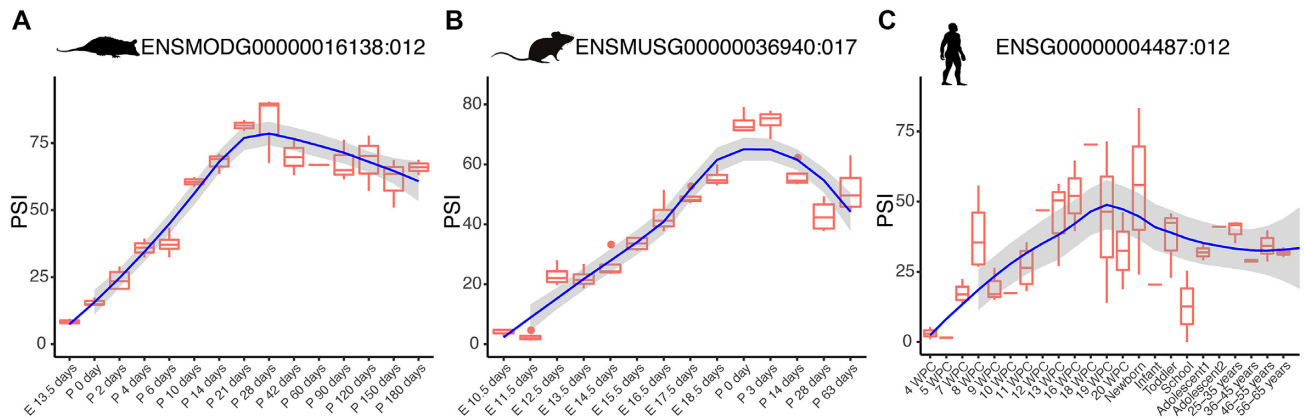 A
ENSMODG00000016138:012
PSI
75
50
25
0
E 13.5 days
P 0 day
P 2 days
P 4 days
P 6 days
P 10 days
P 14 days
P 21 days
P 28 days
P 42 days
P 60 days
P 90 days
P 120 days
P 150 days
P 180 days
B
ENSMUSG00000036940:017
PSI
80
60
40
20
0
E 10.5 days
E 11.5 days
E 12.5 days
E 13.5 days
E 14.5 days
E 15.5 days
E 16.5 days
E 17.5 days
E 18.5 days
P 0 day
P 3 days
P 14 days
P 28 days
P 63 days
C
ENSG00000004487:012
PSI
75
50
25
0
4 WPC
5 WPC
7 WPC
8 WPC
9 WPC
10 WPC
11 WPC
12 WPC
13 WPC
16 WPC
18 WPC
19 WPC
20 WPC
Newborn
Infant
Toddler
School
Adolescent1
Adolescent2
25–35 years
36–45 years
46–55 years
56–65 years